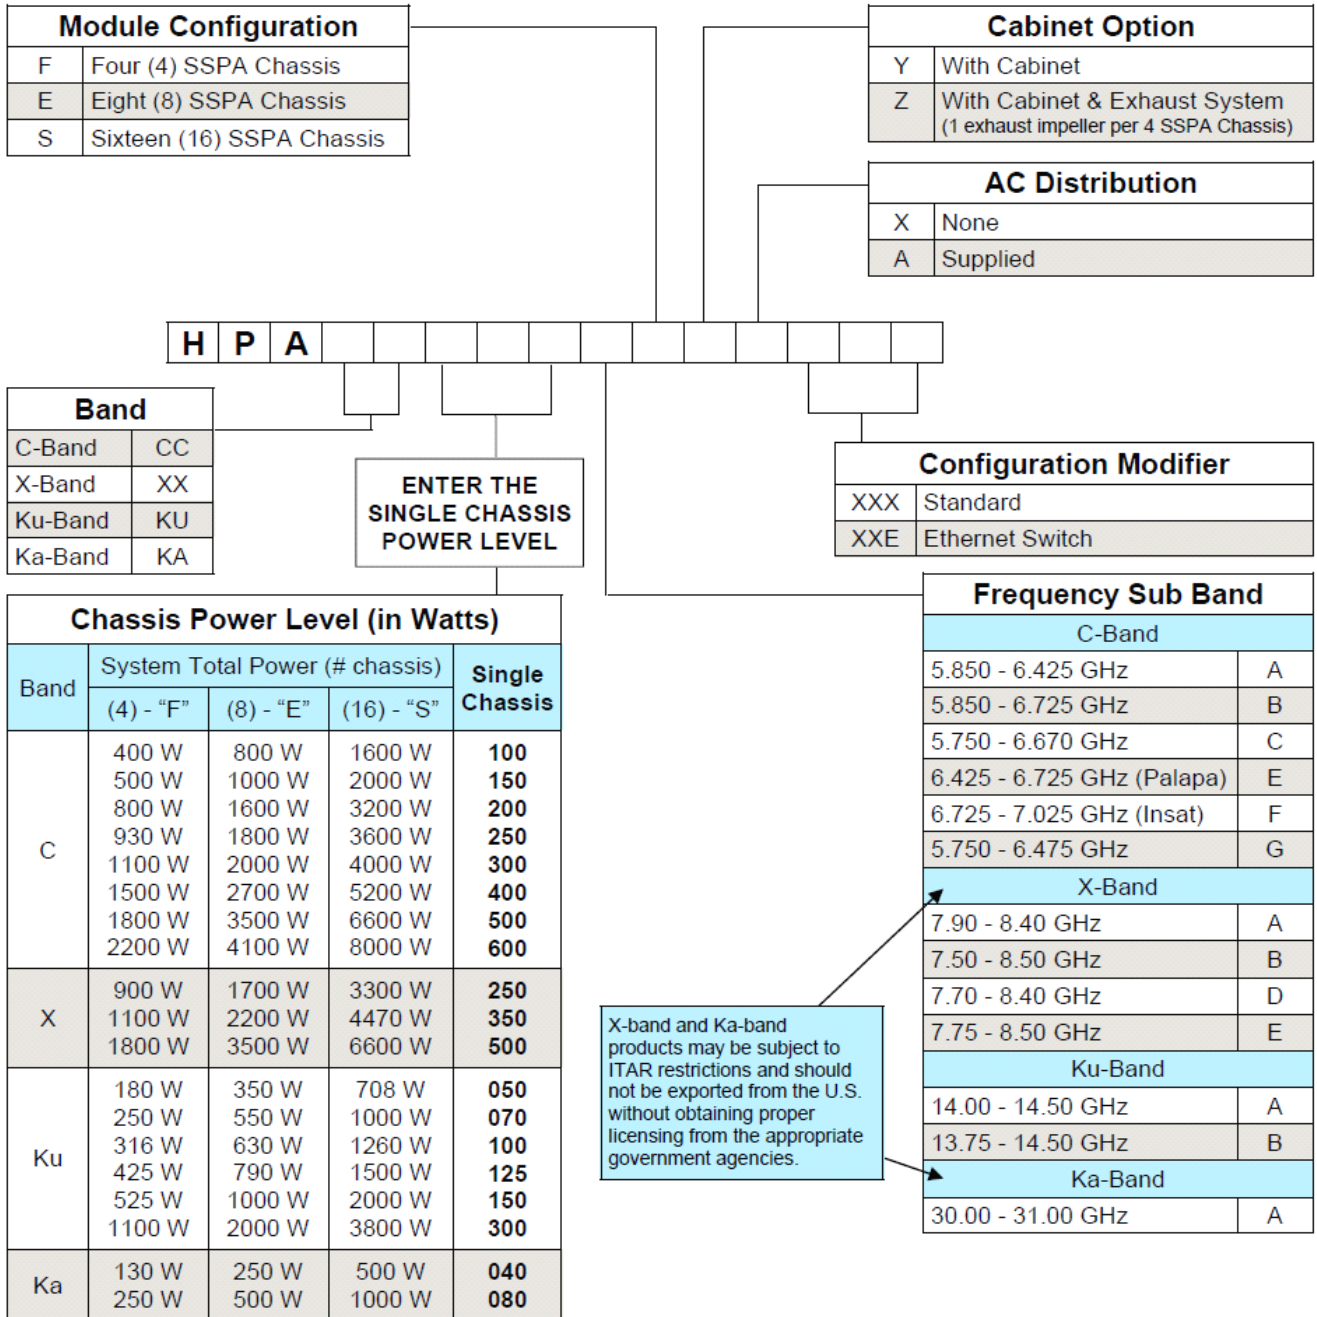 Module Configuration
F Four (4) SSPA Chassis
E Eight (8) SSPA Chassis
S Sixteen (16) SSPA Chassis
Cabinet Option
Y With Cabinet
Z With Cabinet & Exhaust System
(1 exhaust impeller per 4 SSPA Chassis)
AC Distribution
X None
A Supplied
H P A
Band
C-Band CC
X-Band XX
Ku-Band KU
Ka-Band KA
ENTER THE
SINGLE CHASSIS
POWER LEVEL
Configuration Modifier
XXX Standard
XXE Ethernet Switch
Chassis Power Level (in Watts)
Band System Total Power (# chassis) Single Chassis
(4) - “F” (8) - “E” (16) - “S”
C
400 W 800 W 1600 W 100
500 W 1000 W 2000 W 150
800 W 1600 W 3200 W 200
930 W 1800 W 3600 W 250
1100 W 2000 W 4000 W 300
1500 W 2700 W 5200 W 400
1800 W 3500 W 6600 W 500
2200 W 4100 W 8000 W 600
X
900 W 1700 W 3300 W 250
1100 W 2200 W 4470 W 350
1800 W 3500 W 6600 W 500
Ku
180 W 350 W 708 W 050
250 W 550 W 1000 W 070
316 W 630 W 1260 W 100
425 W 790 W 1500 W 125
525 W 1000 W 2000 W 150
1100 W 2000 W 3800 W 300
Ka
130 W 250 W 500 W 040
250 W 500 W 1000 W 080
Frequency Sub Band
C-Band
5.850 - 6.425 GHz A
5.850 - 6.725 GHz B
5.750 - 6.670 GHz C
6.425 - 6.725 GHz (Palapa) E
6.725 - 7.025 GHz (Insat) F
5.750 - 6.475 GHz G
X-Band
7.90 - 8.40 GHz A
7.50 - 8.50 GHz B
7.70 - 8.40 GHz D
7.75 - 8.50 GHz E
Ku-Band
14.00 - 14.50 GHz A
13.75 - 14.50 GHz B
Ka-Band
30.00 - 31.00 GHz A
X-band and Ka-band
products may be subject to
ITAR restrictions and should
not be exported from the U.S.
without obtaining proper
licensing from the appropriate
government agencies.